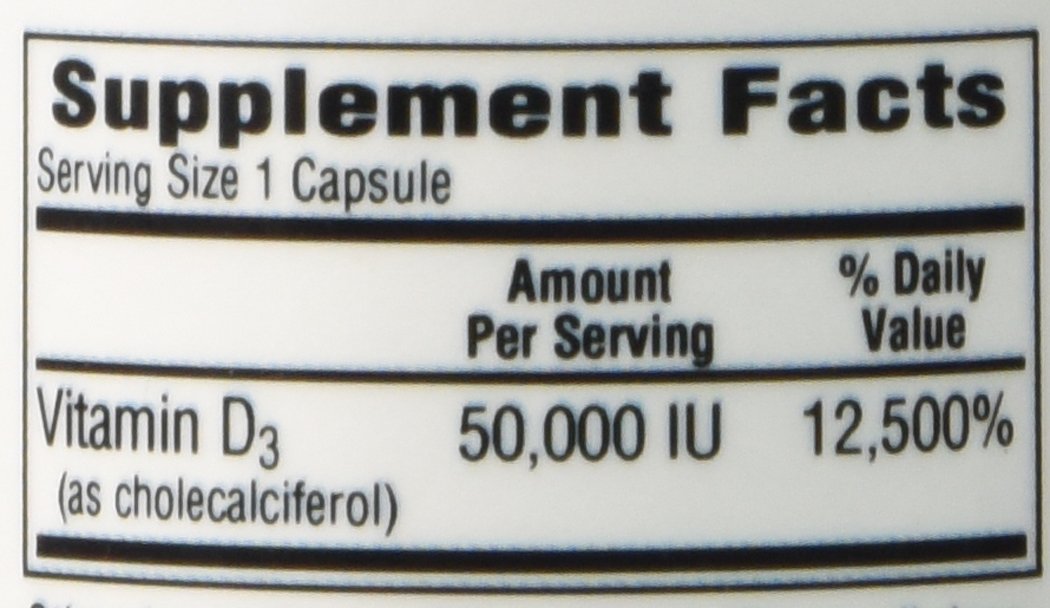 Supplement Facts
Serving Size 1 Capsule
Amount Per Serving
% Daily Value
Vitamin D3 50,000 IU 12,500%
(as cholecalciferol)